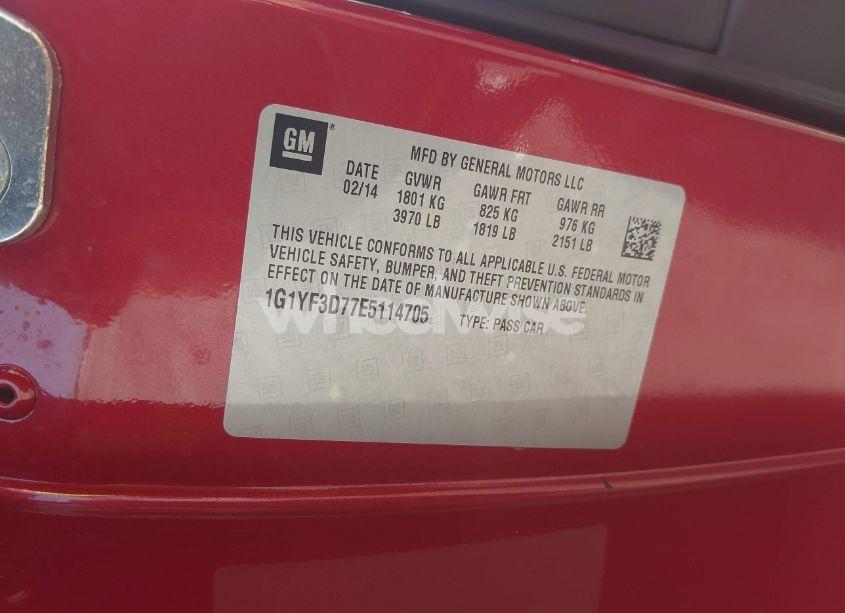 GM
MFD BY GENERAL MOTORS LLC
DATE GVWR GAWR FRT GAWR RR
02/14 1801 KG 825 KG 976 KG
3970 LB 1819 LB 2151 LB
THIS VEHICLE CONFORMS TO ALL APPLICABLE U.S. FEDERAL MOTOR
VEHICLE SAFETY, BUMPER, AND THEFT PREVENTION STANDARDS IN
EFFECT ON THE DATE OF MANUFACTURE SHOWN ABOVE.
1G1YF3D77E5114705 TYPE: PASS CAR
wheelwise